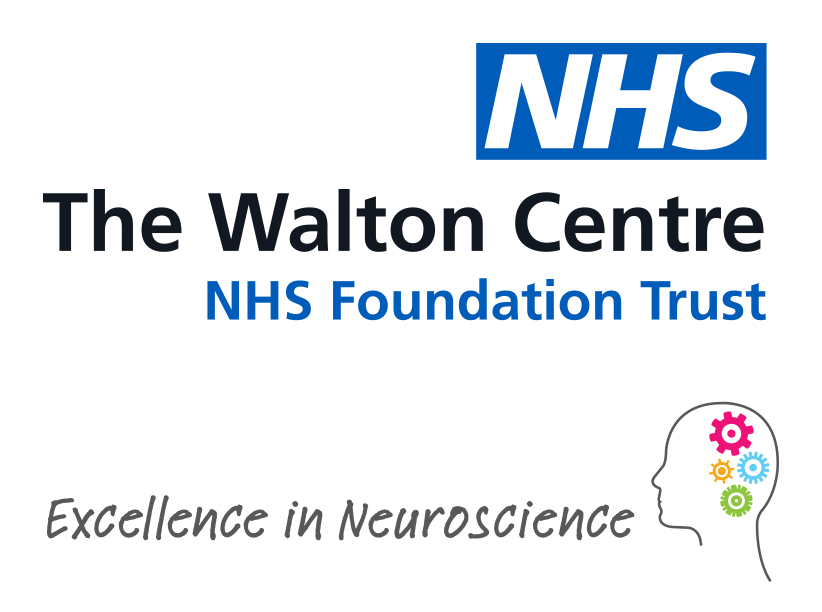 NHS
The Walton Centre
NHS Foundation Trust
Excellence in Neuroscience